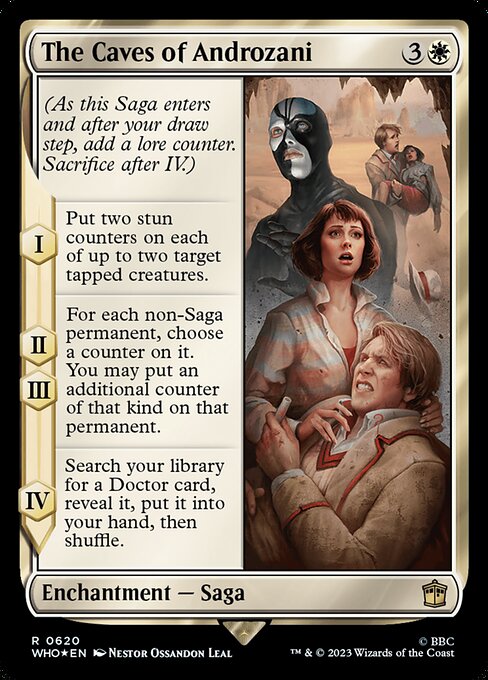 The Caves of Androzani 3
(As this Saga enters
and after your draw
step, add a lore counter.
Sacrifice after IV.)
I
Put two stun
counters on each
of up to two target
tapped creatures.
II
III
For each non-Saga
permanent, choose
a counter on it.
You may put an
additional counter
of that kind on that
permanent.
IV
Search your library
for a Doctor card,
reveal it, put it into
your hand, then
shuffle.
Enchantment — Saga
R 0620
WHO★EN Nestor Ossandon Leal
© BBC
™ & © 2023 Wizards of the Coast